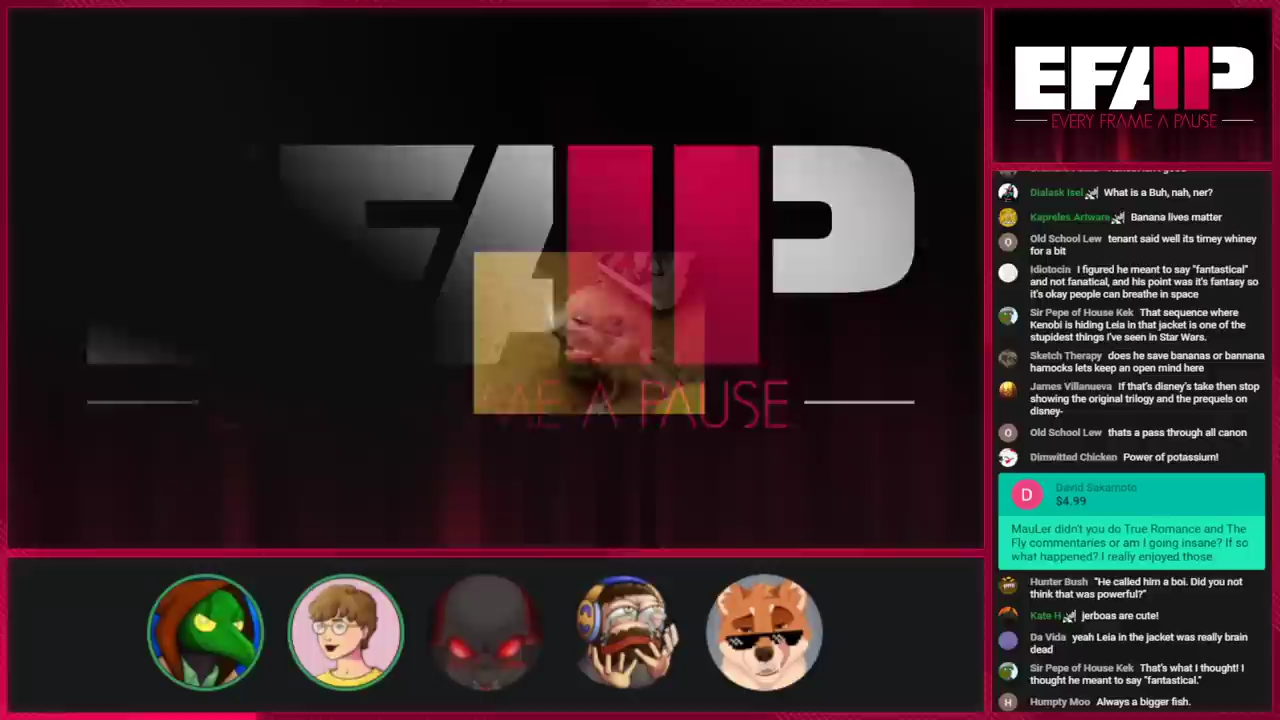 EFAP
ME A PAUSE
EFAP
EVERY FRAME A PAUSE
Dialask Isel What is a Buh, nah, ner?
Kapreles Artwam Banana lives matter
Old School Lew tenant said well its timey whiney
for a bit
Idiotocin I figured he meant to say "fantastical"
and not fanatical, and his point was it's fantasy so
it's okay people can breathe in space
Sir Pepe of House Kek That sequence where
Kenobi is hiding Leia in that jacket is one of the
stupidest things I've seen in Star Wars.
Sketch Therapy does he save bananas or bannana
hamocks lets keep an open mind here
James Villanueva If that's disney's take then stop
showing the original trilogy and the prequels on
disney-
Old School Lew thats a pass through all canon
Dimwitted Chicken Power of potassium!
D
David Sakamoto
$4.99
MauLer didn't you do True Romance and The
Fly commentaries or am I going insane? If so
what happened? I really enjoyed those.
Hunter Bush "He called him a boi. Did you not
think that was powerful?"
Kate H jerboas are cute!
Da Vida yeah Leia in the jacket was really brain
dead
Sir Pepe of House Kek That's what I thought! I
thought he meant to say "fantastical."
H
Humpty Moo Always a bigger fish.